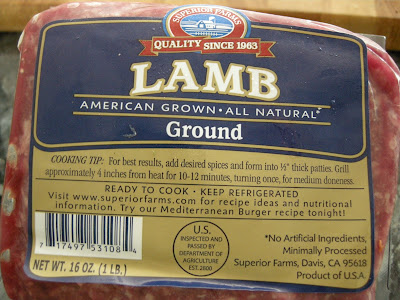 SUPERIOR FARMS
QUALITY SINCE 1963
LAMB
AMERICAN GROWN • ALL NATURAL*
Ground
COOKING TIP: For best results, add desired spices and form into ½" thick patties. Grill
approximately 4 inches from heat for 10-12 minutes, turning once, for medium doneness.
READY TO COOK • KEEP REFRIGERATED
Visit www.superiorfarms.com for recipe ideas and nutritional
information. Try our Mediterranean Burger recipe tonight!
7 17497 53108 4
NET WT. 16 OZ. (1 LB.)
U.S.
INSPECTED AND
PASSED BY
DEPARTMENT OF
AGRICULTURE
EST. 2800
*No Artificial Ingredients,
Minimally Processed
Superior Farms, Davis, CA 95618
Product of U.S.A